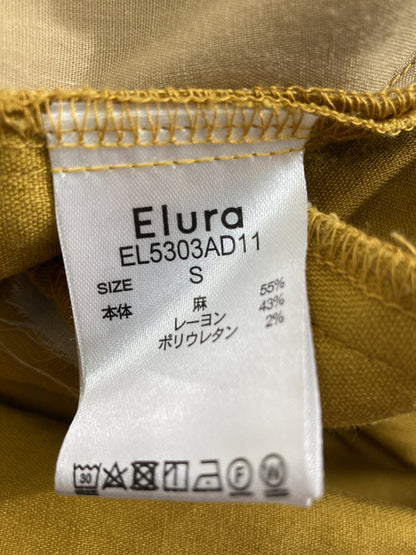 Elura
EL5303AD11
SIZE S
本体 麻 55%
レーヨン 43%
ポリウレタン 2%
30 F W